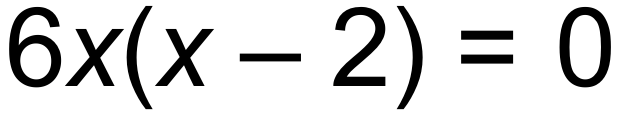 6x(x − 2) = 0